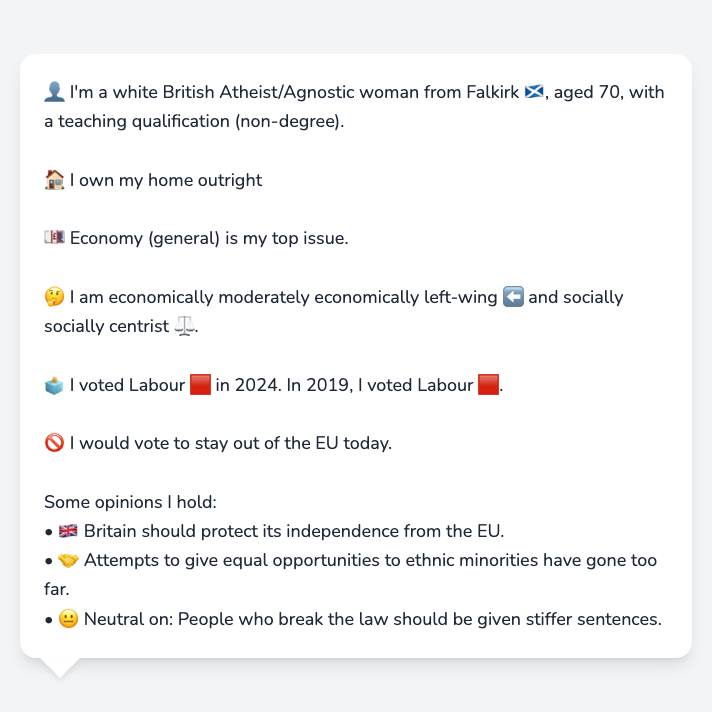 👤 I'm a white British Atheist/Agnostic woman from Falkirk 🏴󠁧󠁢󠁳󠁣󠁴󠁿, aged 70, with
a teaching qualification (non-degree).
🏠 I own my home outright
💷 Economy (general) is my top issue.
🤔 I am economically moderately economically left-wing ⬅️ and socially
socially centrist ⚖️.
🗳️ I voted Labour 🟥 in 2024. In 2019, I voted Labour 🟥.
🚫 I would vote to stay out of the EU today.
Some opinions I hold:
• 🇬🇧 Britain should protect its independence from the EU.
• 🤝 Attempts to give equal opportunities to ethnic minorities have gone too
far.
• 😐 Neutral on: People who break the law should be given stiffer sentences.